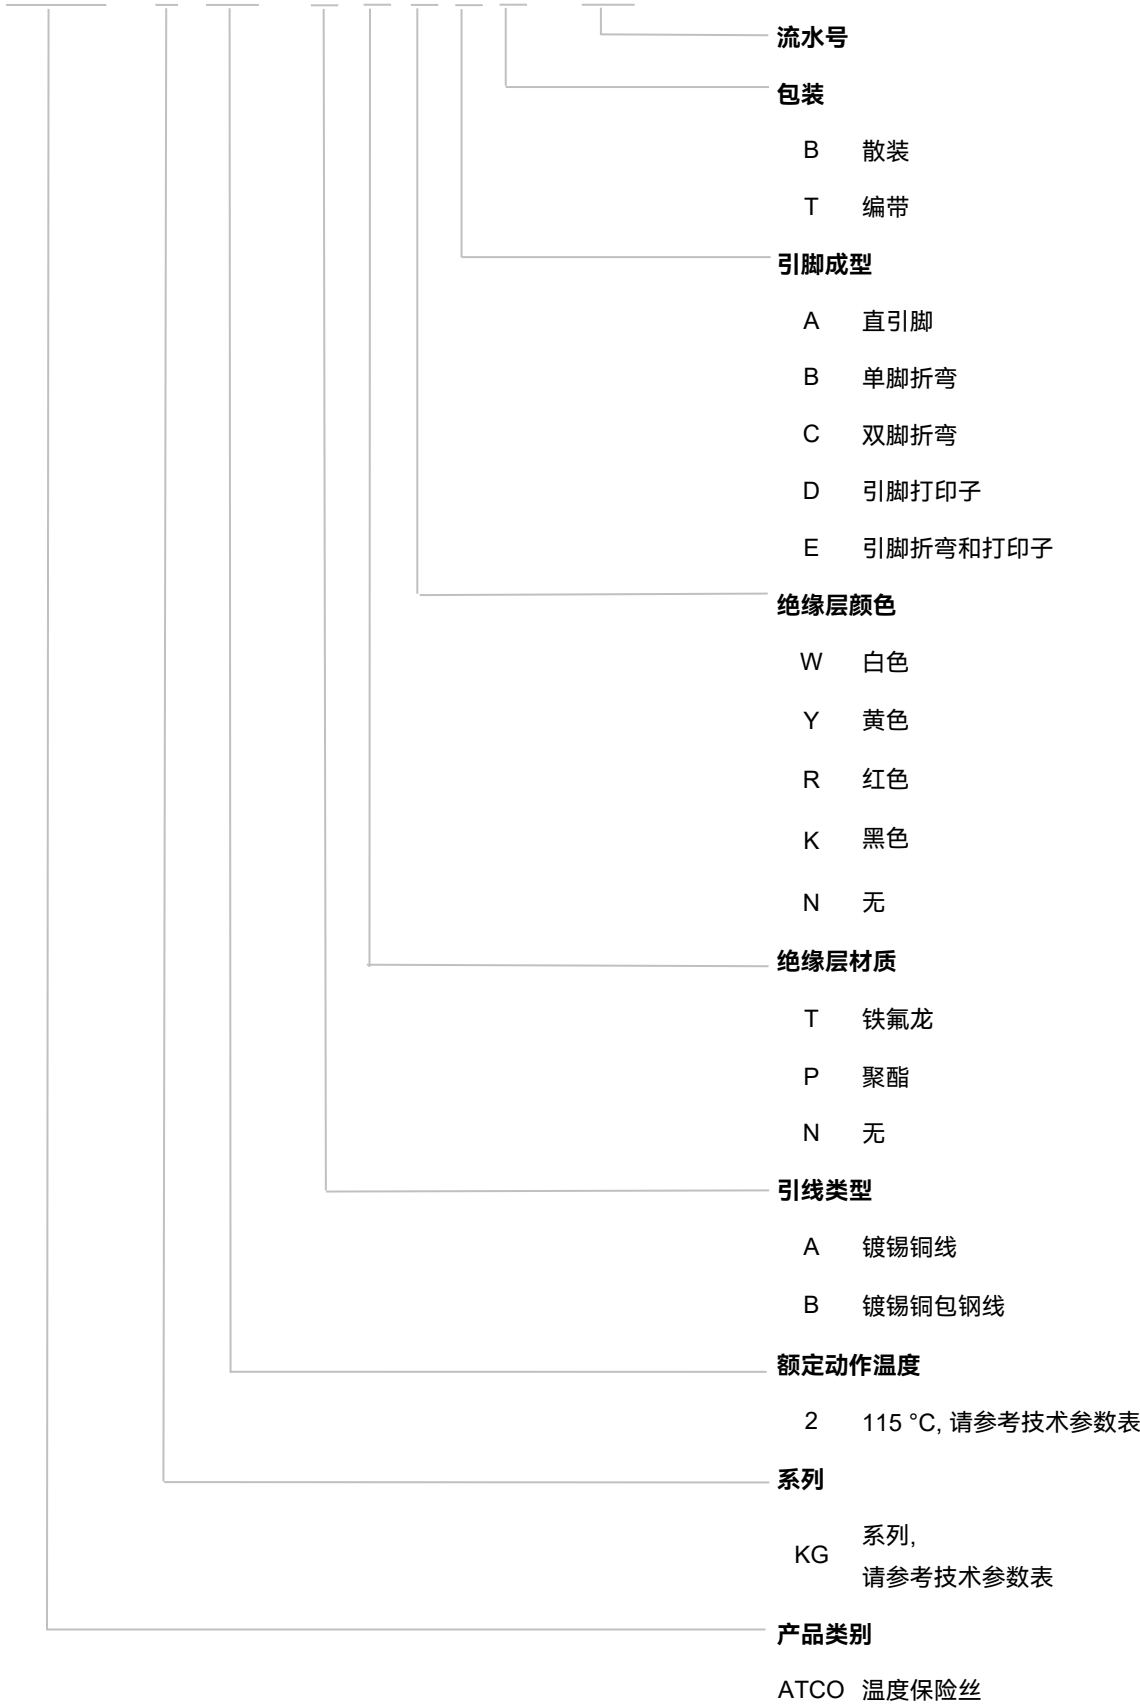 流水号
包装
B 散装
T 编带
引脚成型
A 直引脚
B 单脚折弯
C 双脚折弯
D 引脚打印子
E 引脚折弯和打印子
绝缘层颜色
W 白色
Y 黄色
R 红色
K 黑色
N 无
绝缘层材质
T 铁氟龙
P 聚酯
N 无
引线类型
A 镀锡铜线
B 镀锡铜包钢线
额定动作温度
2 115 °C, 请参考技术参数表
系列
KG 系列,
请参考技术参数表
产品类别
ATCO 温度保险丝